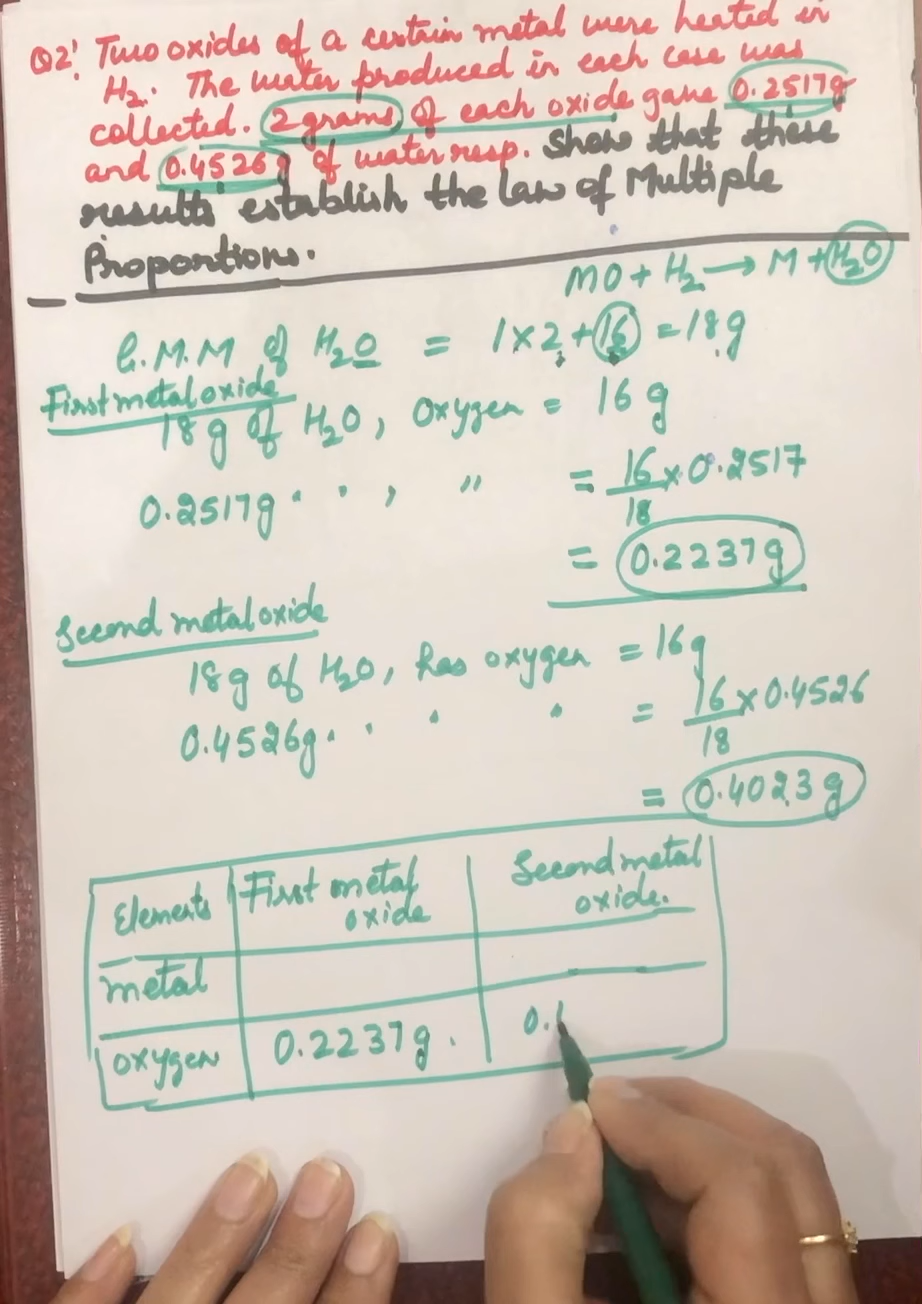 Q2: Two oxides of a certain metal were heated in
H₂. The water produced in each case was
collected. 2 grams of each oxide gave 0.2517g
and 0.4526g of water resp. Show that these
results establish the law of Multiple
Proportions.
MO + H₂ → M + H₂O
G.M.M of H₂O = 1×2+16 = 18g
First metal oxide
18g of H₂O, Oxygen = 16g
0.2517g " ", " = 16/18 × 0.2517
= 0.2237g
Second metal oxide
18g of H₂O, has oxygen = 16g
0.4526g " " " " = 16/18 × 0.4526
= 0.4023g
Elements First metal oxide Second metal oxide.
metal
oxygen 0.2237g. 0.